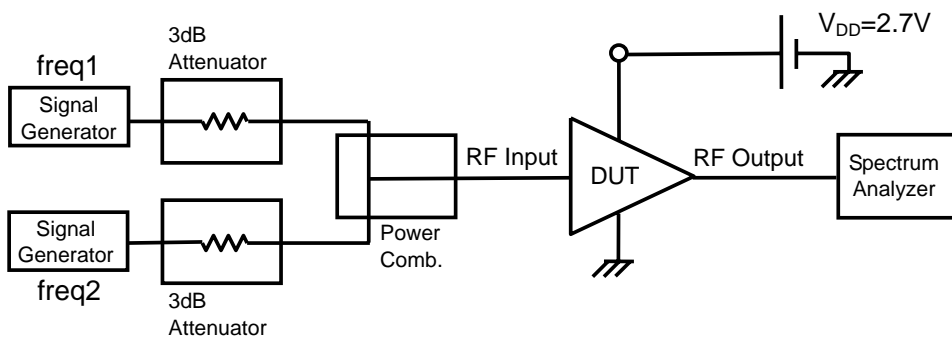 3dB
Attenuator
freq1
Signal
Generator
V_DD=2.7V
RF Input
DUT
RF Output
Spectrum
Analyzer
Signal
Generator
freq2
Power
Comb.
3dB
Attenuator